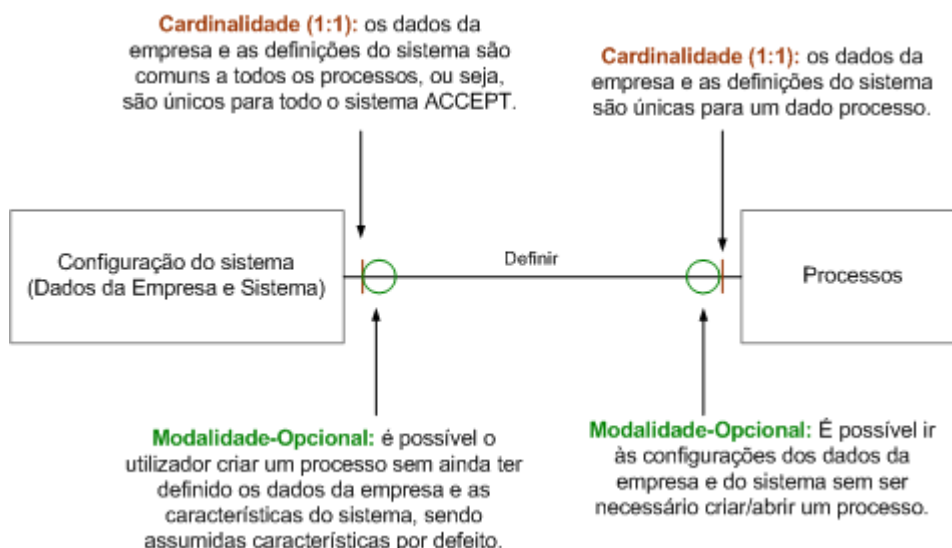 Cardinalidade (1:1): os dados da
empresa e as definições do sistema são
comuns a todos os processos, ou seja,
são únicos para todo o sistema ACCEPT.
Cardinalidade (1:1): os dados da
empresa e as definições do sistema
são únicas para um dado processo.
Configuração do sistema
(Dados da Empresa e Sistema)
Definir
Processos
Modalidade-Opcional: é possível o
utilizador criar um processo sem ainda ter
definido os dados da empresa e as
características do sistema, sendo
assumidas características por defeito.
Modalidade-Opcional: É possível ir
às configurações dos dados da
empresa e do sistema sem ser
necessário criar/abrir um processo.